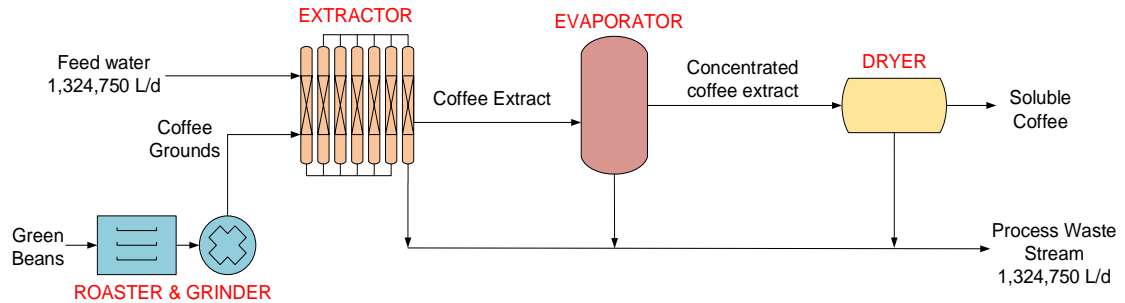 EXTRACTOR
EVAPORATOR
DRYER
Feed water
1,324,750 L/d
Coffee
Grounds
Coffee Extract
Concentrated
coffee extract
Soluble
Coffee
Green
Beans
ROASTER & GRINDER
Process Waste
Stream
1,324,750 L/d